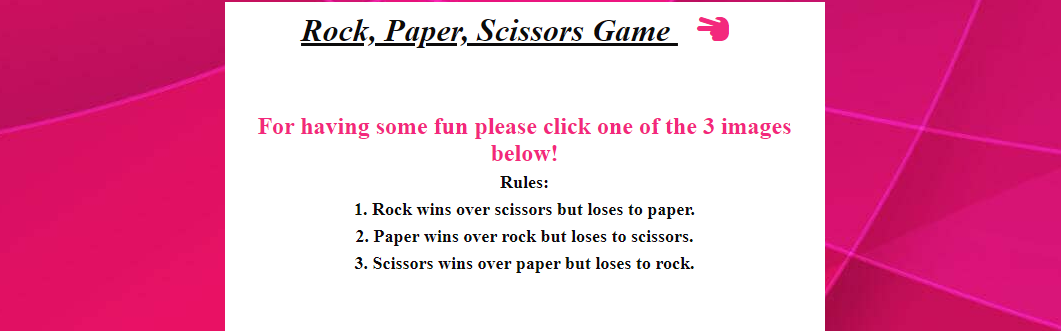 Rock, Paper, Scissors Game
For having some fun please click one of the 3 images
below!
Rules:
1. Rock wins over scissors but loses to paper.
2. Paper wins over rock but loses to scissors.
3. Scissors wins over paper but loses to rock.